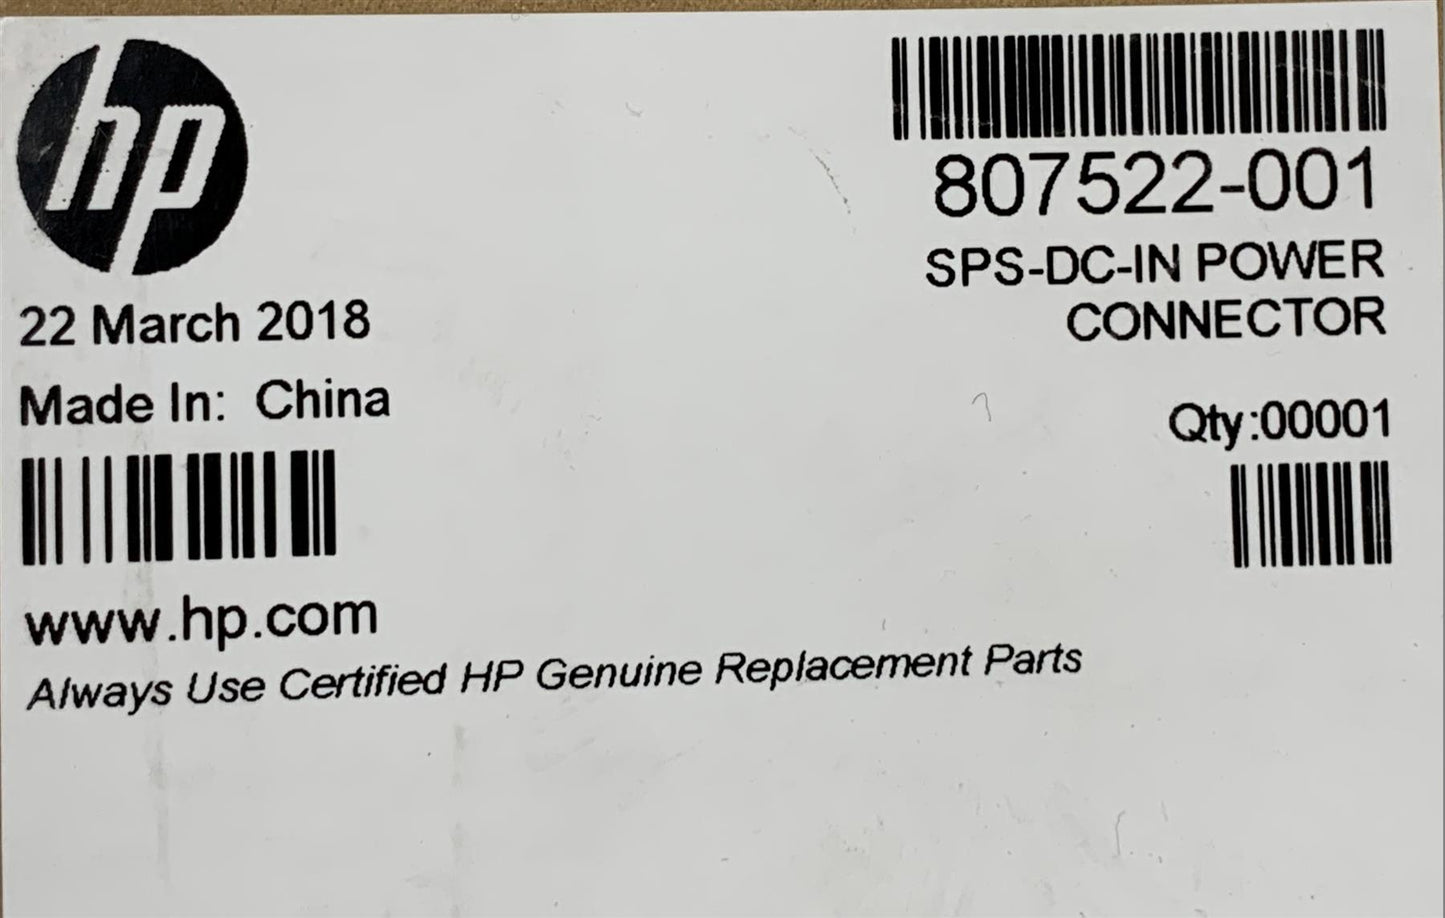 hp
807522-001
SPS-DC-IN POWER
CONNECTOR
22 March 2018
Made In: China
Qty:00001
www.hp.com
Always Use Certified HP Genuine Replacement Parts